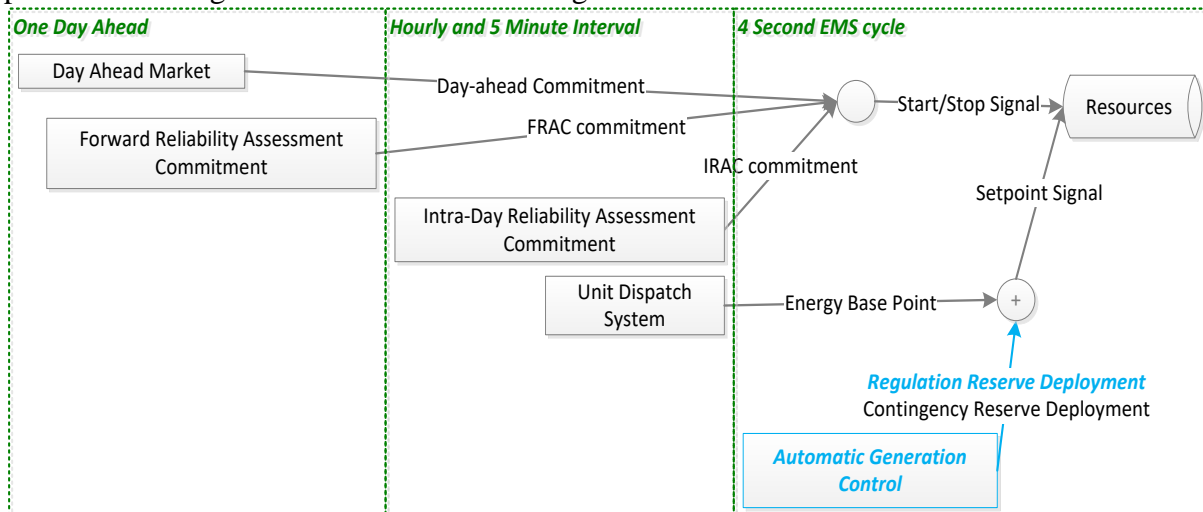 One Day Ahead
Hourly and 5 Minute Interval
4 Second EMS cycle
Day Ahead Market
Day-ahead Commitment
Start/Stop Signal
Resources
Forward Reliability Assessment
Commitment
FRAC commitment
IRAC commitment
Setpoint Signal
Intra-Day Reliability Assessment
Commitment
Unit Dispatch
System
Energy Base Point
+
Regulation Reserve Deployment
Contingency Reserve Deployment
Automatic Generation
Control